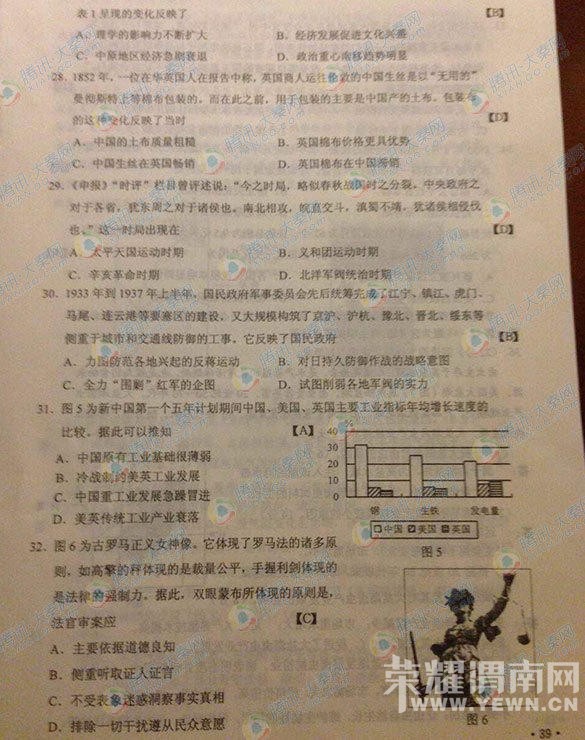 表1呈现的变化反映了 【B】
A．理学的影响力不断扩大 B．经济发展促进文化兴盛
C．中原地区经济急剧衰退 D．政治重心南移趋势明显
28．1852年，一位在华英国人在报告中称，英国商人运往伦敦的中国生丝是以“无用的”
曼彻斯特上等棉布包装的。而在此之前，用于包装的主要是中国产的土布。包装布
的这种变化反映了当时 【D】
A．中国的土布质量粗糙 B．英国棉布价格更具优势
C．中国生丝在英国畅销 D．英国棉布在中国滞销
29．《申报》“时评”栏目曾评述说：“今之时局，略似春秋战国时之分裂。中央政府之
对于各省，犹东周之对于诸侯也。南北相攻，皖直交斗，滇蜀不靖，犹诸侯相侵伐
也。”这一时局出现在 【D】
A．太平天国运动时期 B．义和团运动时期
C．辛亥革命时期 D．北洋军阀统治时期
30．1933年到1937年上半年，国民政府军事委员会先后统筹完成了江宁、镇江、虎门、
马尾、连云港等要塞区的建设，又大规模构筑了京沪、沪杭、豫北、晋北、绥东等
侧重于城市和交通线防御的工事，它反映了国民政府 【B】
A．力图防范各地兴起的反蒋运动 B．对日持久防御作战的战略意图
C．全力“围剿”红军的企图 D．试图削弱各地军阀的实力
31．图5为新中国第一个五年计划期间中国、美国、英国主要工业指标年均增长速度的
比较。据此可以推知 【A】
A．中国原有工业基础很薄弱
B．冷战制约美英工业发展
C．中国重工业发展急躁冒进
D．美英传统工业产业衰落
%
40
30
20
10
0
钢 生铁 发电量
中国 美国 英国
图5
32．图6为古罗马正义女神像。它体现了罗马法的诸多原
则，如高擎的秤体现的是裁量公平，手握利剑体现的
是法律的强制力。据此，双眼蒙布所体现的原则是，
法官审案应 【C】
A．主要依据道德良知
B．侧重听取证人证言
C．不受表象迷惑洞察事实真相
D．排除一切干扰遵从民众意愿
图6
·39·
腾讯·大秦网
荣耀渭南网
WWW.YEWN.CN